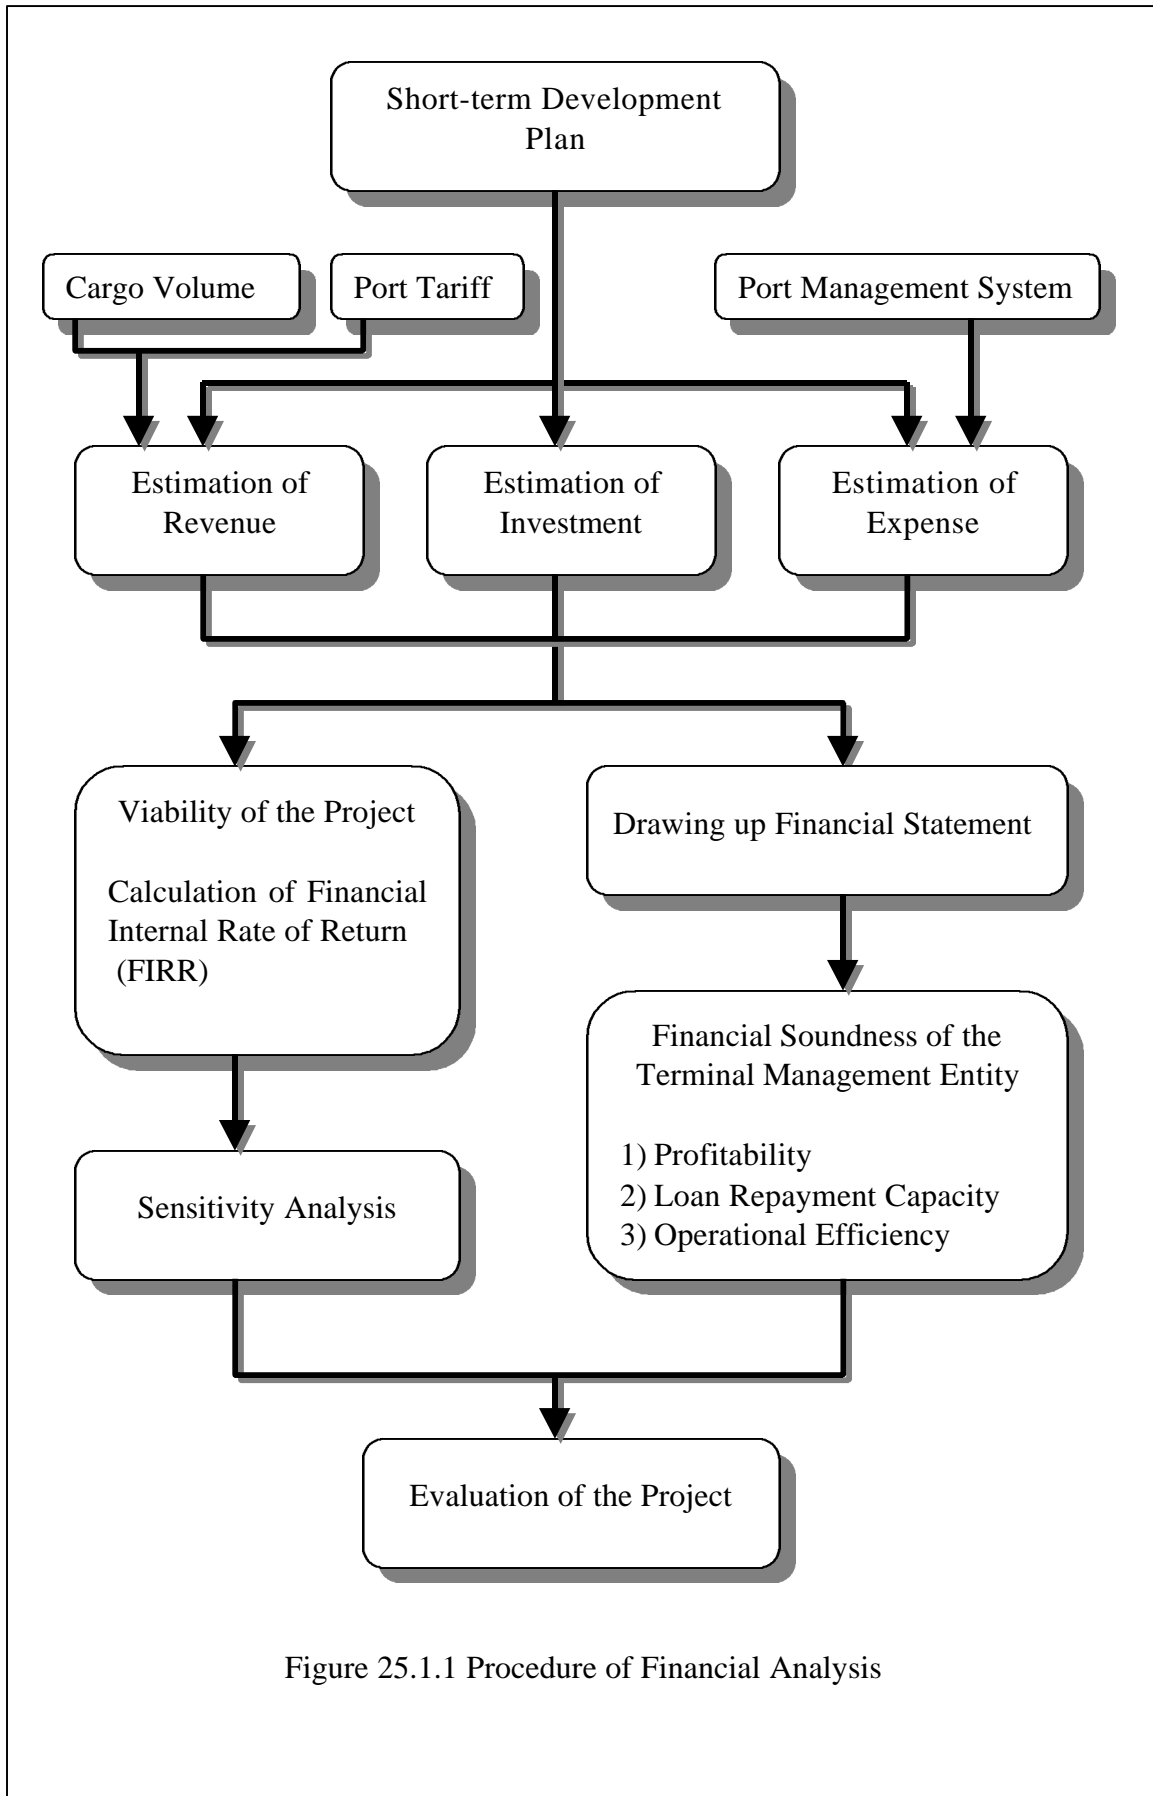 Short-term Development
Plan
Cargo Volume
Port Tariff
Port Management System
Estimation of
Revenue
Estimation of
Investment
Estimation of
Expense
Viability of the Project
Calculation of Financial
Internal Rate of Return
(FIRR)
Drawing up Financial Statement
Financial Soundness of the
Terminal Management Entity
1) Profitability
2) Loan Repayment Capacity
3) Operational Efficiency
Sensitivity Analysis
Evaluation of the Project
Figure 25.1.1 Procedure of Financial Analysis